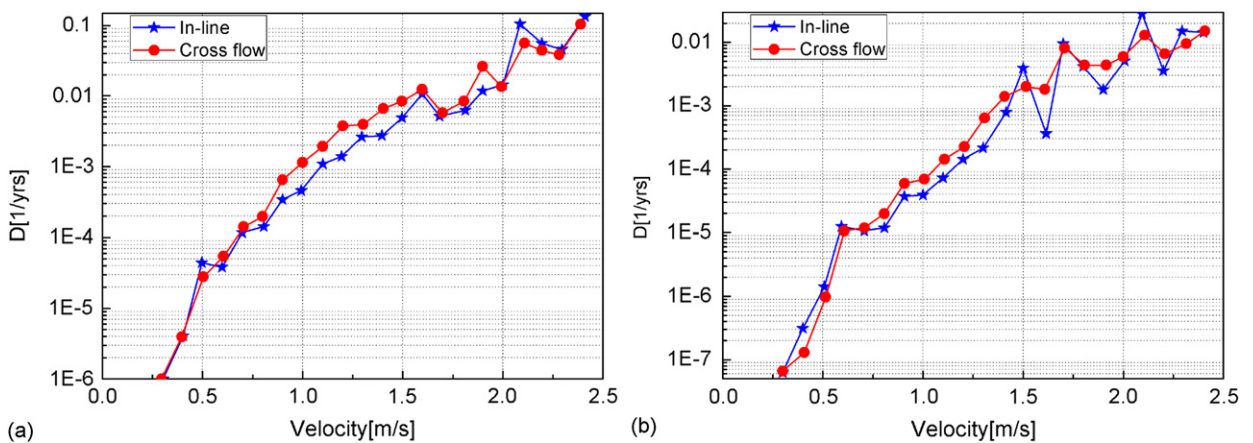 In-line
Cross flow
0.1
0.01
1E-3
1E-4
1E-5
1E-6
D[1/yrs]
0.0 0.5 1.0 1.5 2.0 2.5
Velocity[m/s]
(a)
In-line
Cross flow
0.01
1E-3
1E-4
1E-5
1E-6
1E-7
D[1/yrs]
0.0 0.5 1.0 1.5 2.0 2.5
Velocity[m/s]
(b)